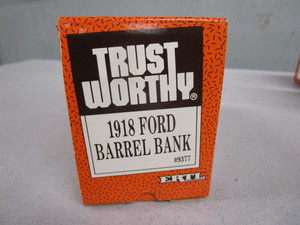 TRUST
WORTHY®
1918 FORD
BARREL BANK
#9377
ERTL